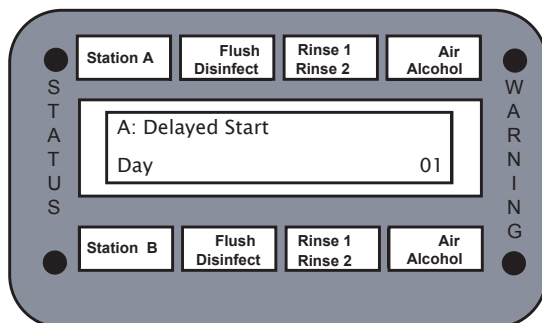 Station A
Flush
Disinfect
Rinse 1
Rinse 2
Air
Alcohol
STATUS
A: Delayed Start
Day 01
WARNING
Station B
Flush
Disinfect
Rinse 1
Rinse 2
Air
Alcohol